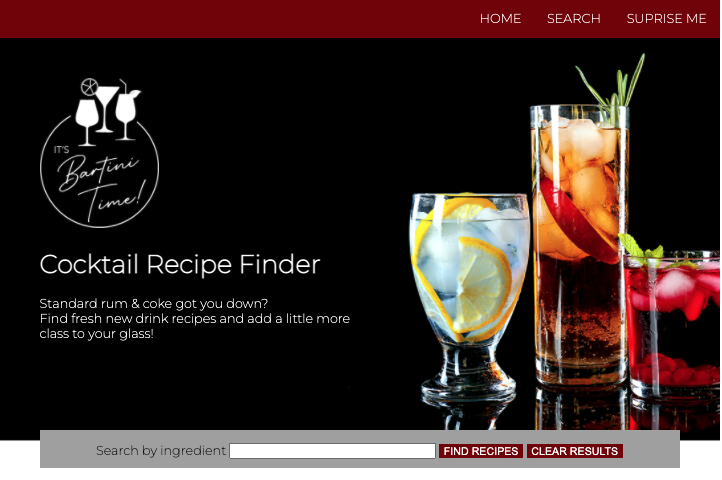 HOME SEARCH SUPRISE ME
IT'S
Bartini
Time!
Cocktail Recipe Finder
Standard rum & coke got you down?
Find fresh new drink recipes and add a little more
class to your glass!
Search by ingredient FIND RECIPES CLEAR RESULTS